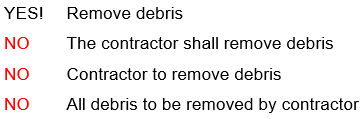 YES! Remove debris
NO The contractor shall remove debris
NO Contractor to remove debris
NO All debris to be removed by contractor